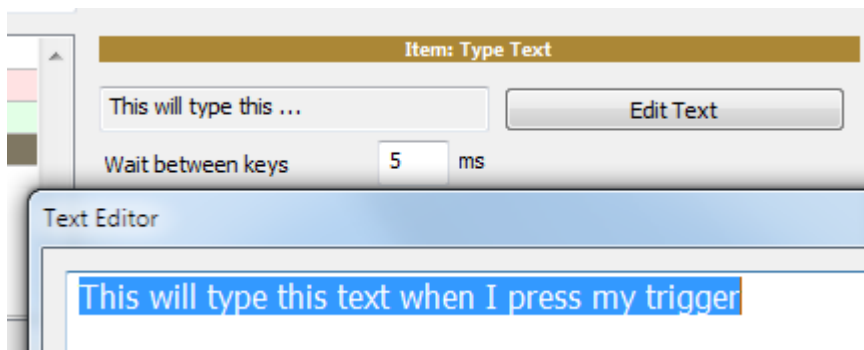 Item: Type Text
This will type this ...
Edit Text
Wait between keys 5 ms
Text Editor
This will type this text when I press my trigger